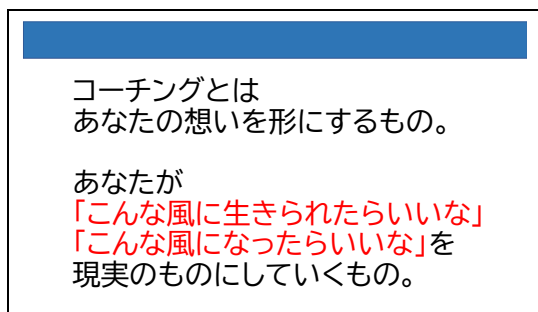 コーチングとは
あなたの想いを形にするもの。
あなたが
「こんな風に生きられたらいいな」
「こんな風になったらいいな」を
現実のものにしていくもの。